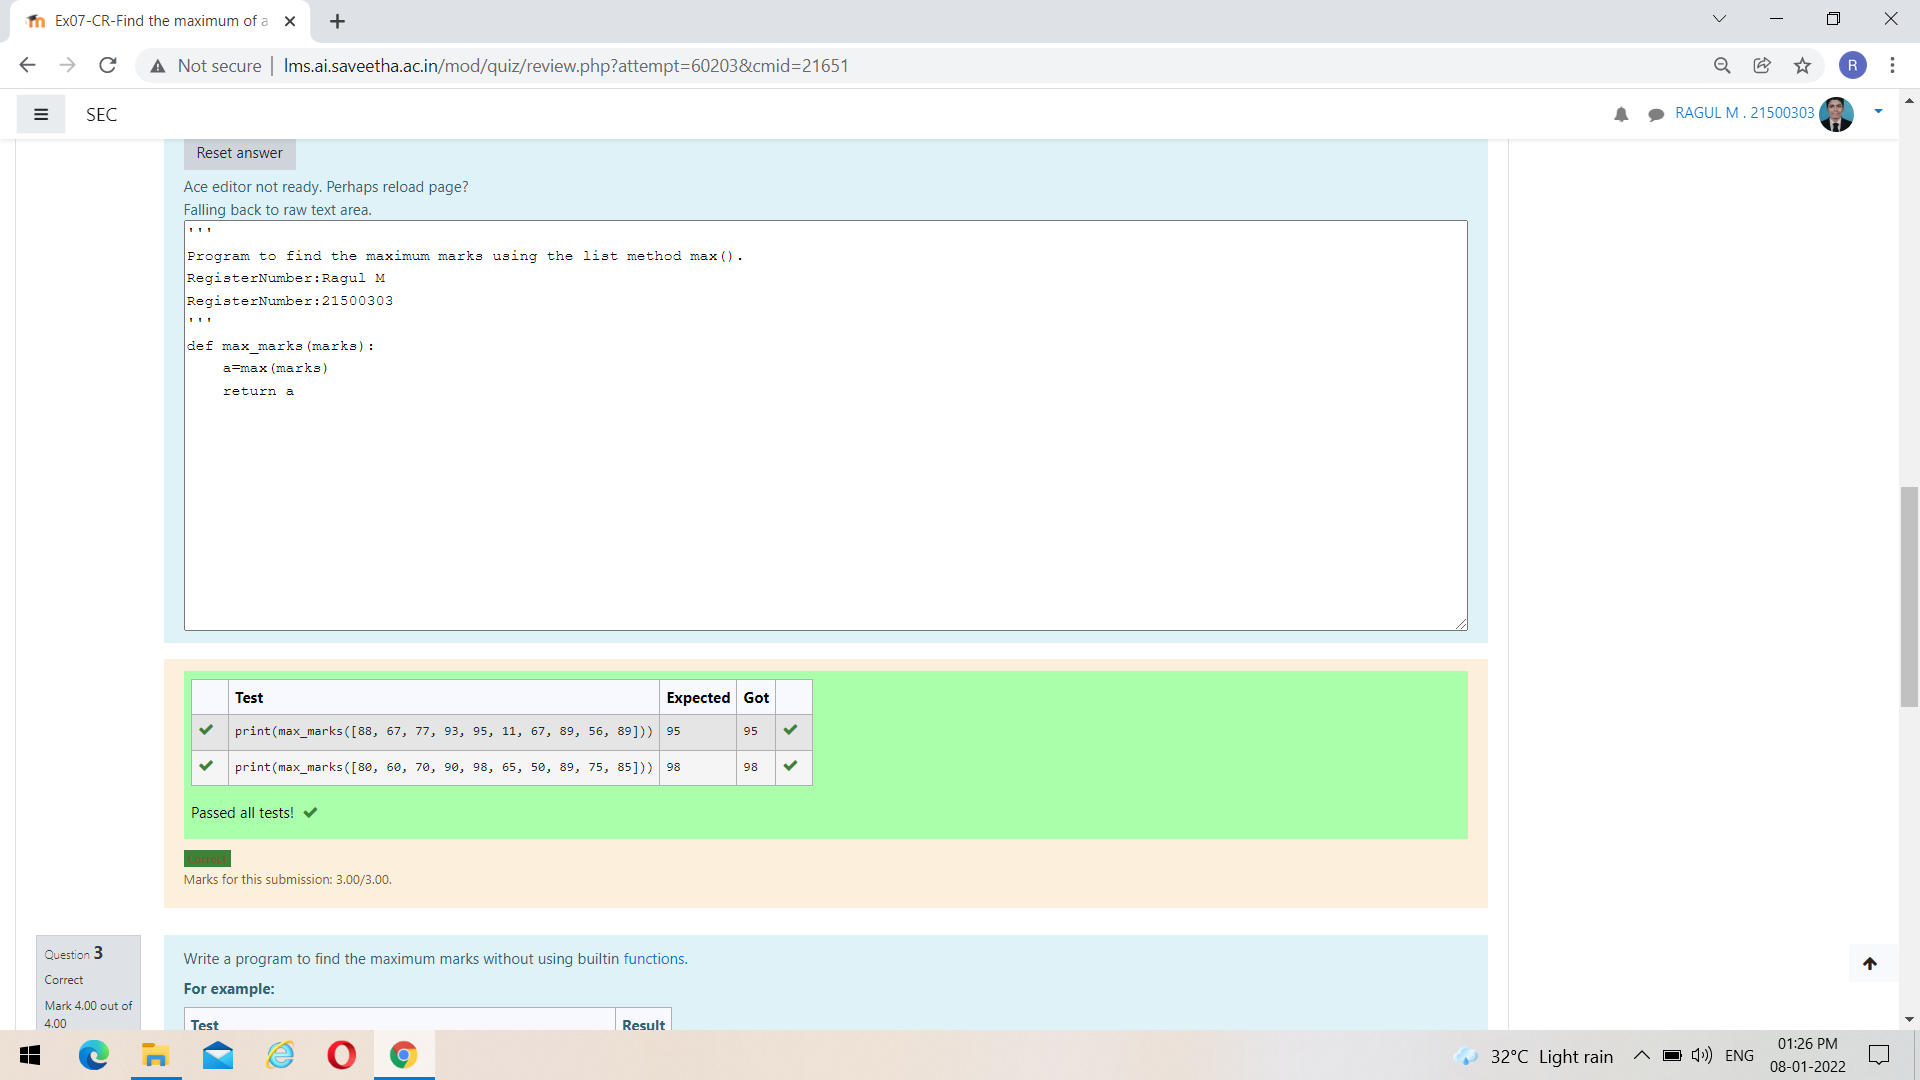 Ex07-CR-Find the maximum of a
Not secure | lms.ai.saveetha.ac.in/mod/quiz/review.php?attempt=60203&cmid=21651
R
SEC
RAGUL M . 21500303
Reset answer
Ace editor not ready. Perhaps reload page?
Falling back to raw text area.
'''
Program to find the maximum marks using the list method max().
RegisterNumber:Ragul M
RegisterNumber:21500303
'''
def max_marks(marks):
    a=max(marks)
    return a
Test Expected Got
print(max_marks([88, 67, 77, 93, 95, 11, 67, 89, 56, 89])) 95 95
print(max_marks([80, 60, 70, 90, 98, 65, 50, 89, 75, 85])) 98 98
Passed all tests!
Correct
Marks for this submission: 3.00/3.00.
Question 3
Correct
Mark 4.00 out of
4.00
Write a program to find the maximum marks without using builtin functions.
For example:
Test Result
32°C Light rain
ENG
01:26 PM
08-01-2022